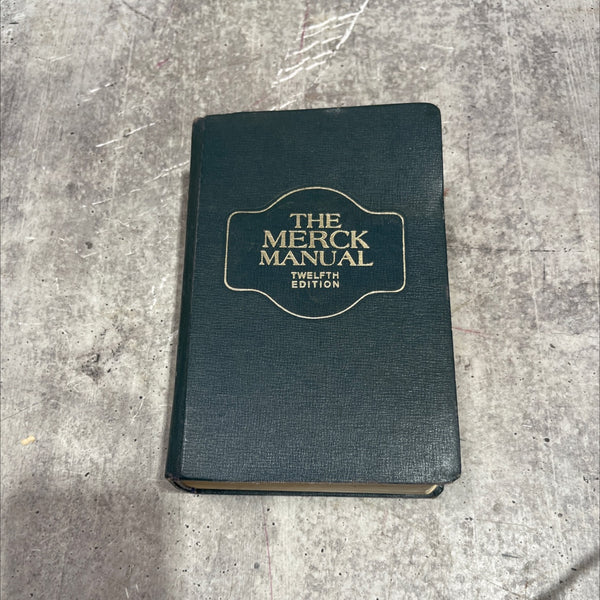 THE
MERCK
MANUAL
TWELFTH
EDITION